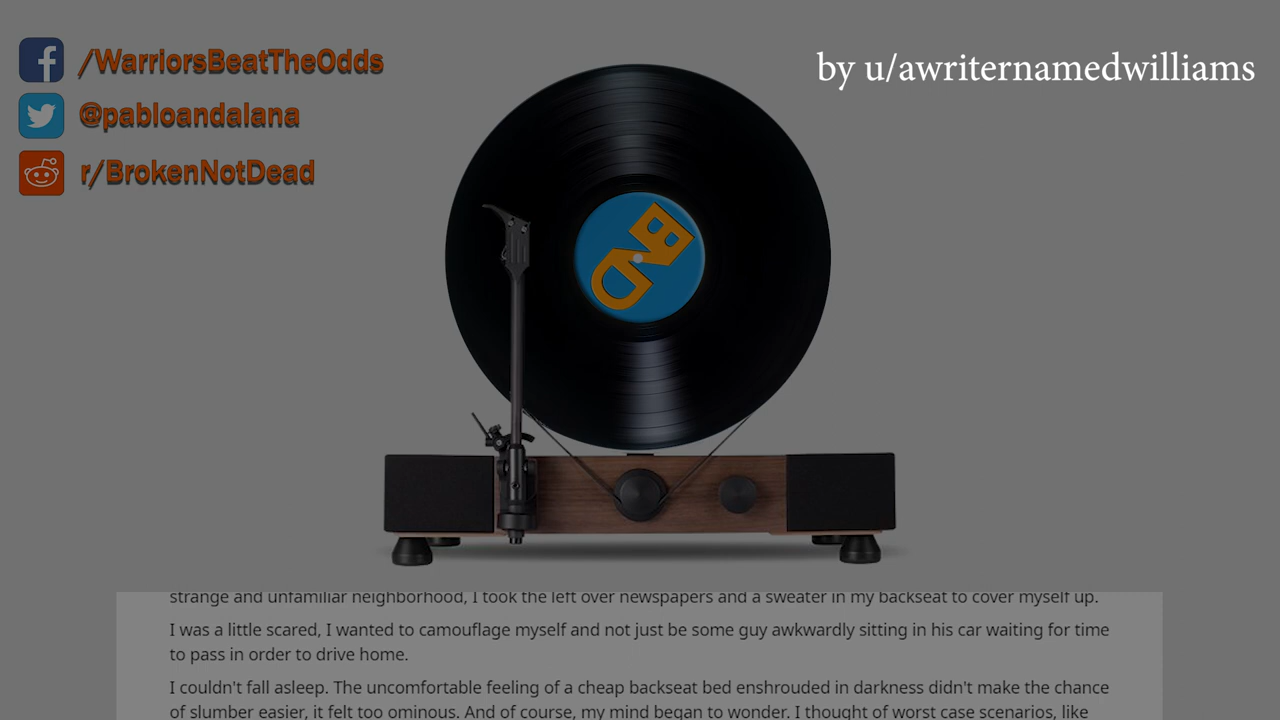 /WarriorsBeatTheOdds
@pabloandalana
r/BrokenNotDead
by u/awriternamedwilliams
BND
strange and unfamiliar neighborhood, I took the left over newspapers and a sweater in my backseat to cover myself up.
I was a little scared, I wanted to camouflage myself and not just be some guy awkwardly sitting in his car waiting for time
to pass in order to drive home.
I couldn't fall asleep. The uncomfortable feeling of a cheap backseat bed enshrouded in darkness didn't make the chance
of slumber easier, it felt too ominous. And of course, my mind began to wonder. I thought of worst case scenarios, like